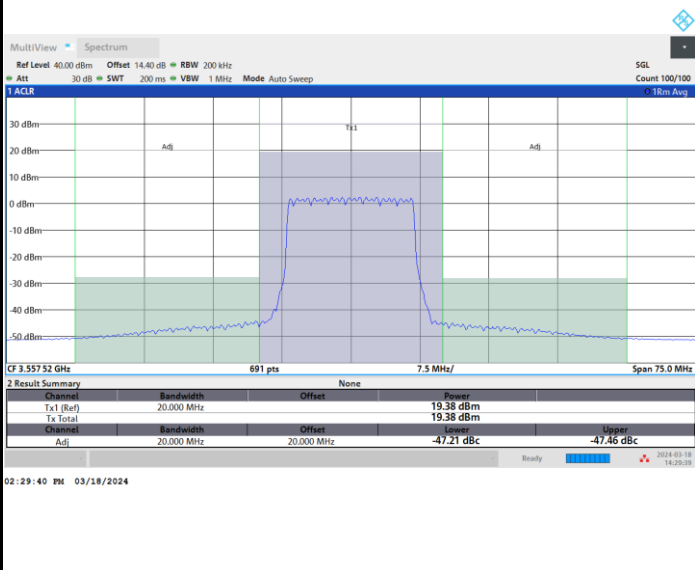 MultiView Spectrum
Ref Level 40.00 dBm Offset 14.40 dB RBW 200 kHz SGL
Att 30 dB SWT 200 ms VBW 1 MHz Mode Auto Sweep Count 100/100
1 ACLR 1Rm Avg
30 dBm
Tx1
Adj Adj
20 dBm
10 dBm
0 dBm
-10 dBm
-20 dBm
-30 dBm
-40 dBm
-50 dBm
CF 3.557 52 GHz 691 pts 7.5 MHz/ Span 75.0 MHz
2 Result Summary None
Channel Bandwidth Offset Power
Tx1 (Ref) 20.000 MHz 19.38 dBm
Tx Total 19.38 dBm
Channel Bandwidth Offset Lower Upper
Adj 20.000 MHz 20.000 MHz -47.21 dBc -47.46 dBc
Ready 2024-03-18
14:29:39
02:29:40 PM 03/18/2024